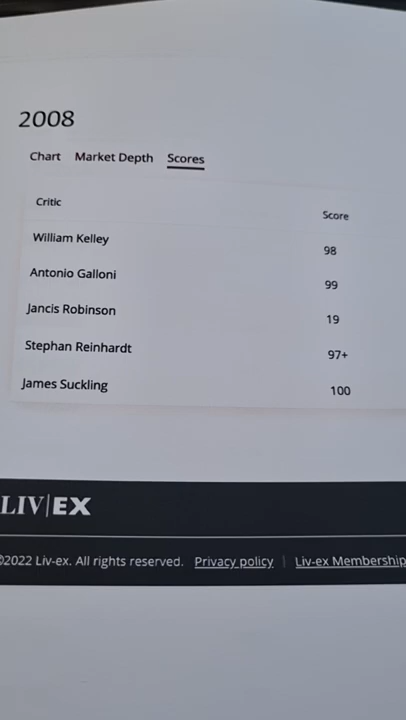 2008
Chart Market Depth Scores
Critic Score
William Kelley 98
Antonio Galloni 99
Jancis Robinson 19
Stephan Reinhardt 97+
James Suckling 100
LIV|EX
©2022 Liv-ex. All rights reserved. Privacy policy | Liv-ex Membership